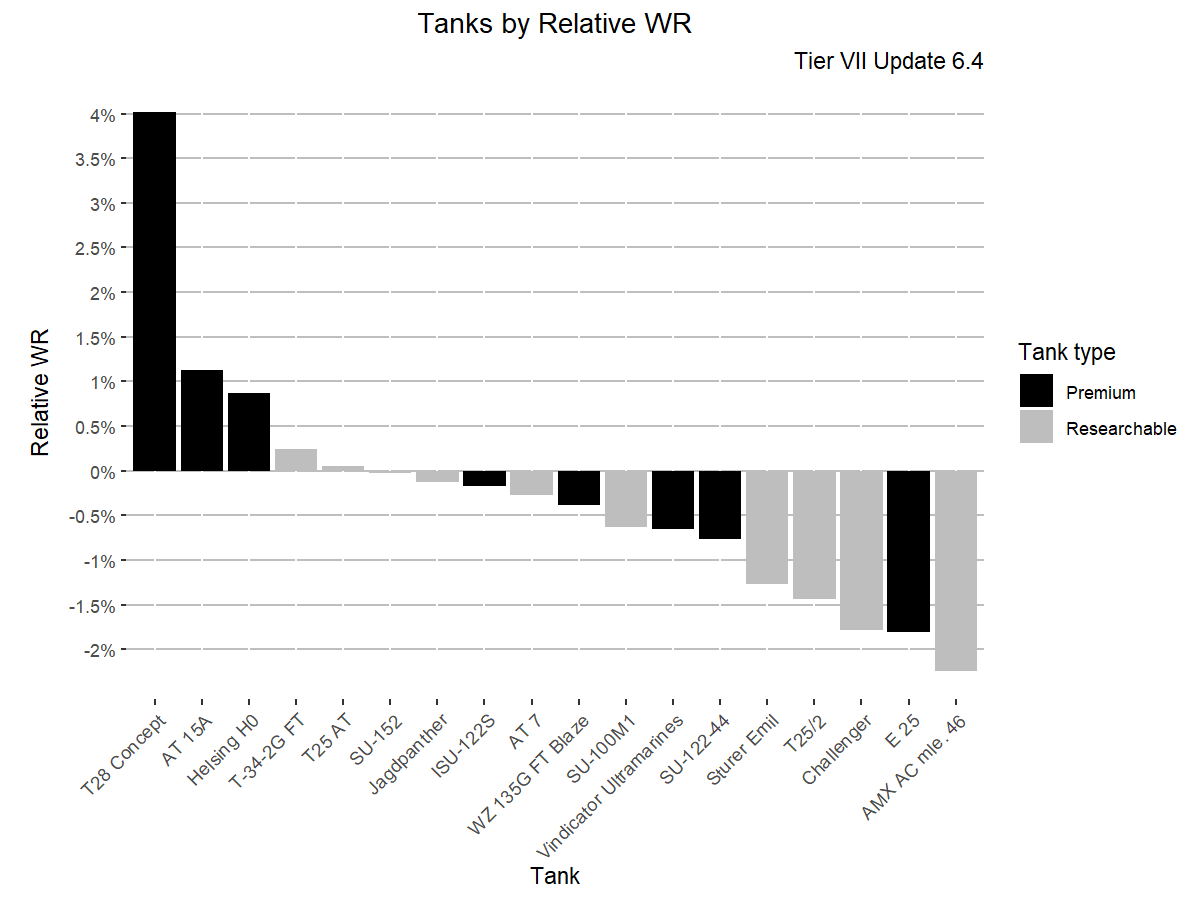 Tanks by Relative WR
Tier VII Update 6.4
4%
3.5%
3%
2.5%
2%
1.5%
1%
0.5%
0%
-0.5%
-1%
-1.5%
-2%
Relative WR
T28 Concept
AT 15A
Helsing H0
T-34-2G FT
T25 AT
SU-152
Jagdpanther
ISU-122S
AT 7
WZ 135G FT Blaze
SU-100M1
Vindicator Ultramarines
SU-122-44
Sturer Emil
T25/2
Challenger
E 25
AMX AC mle. 46
Tank
Tank type
Premium
Researchable